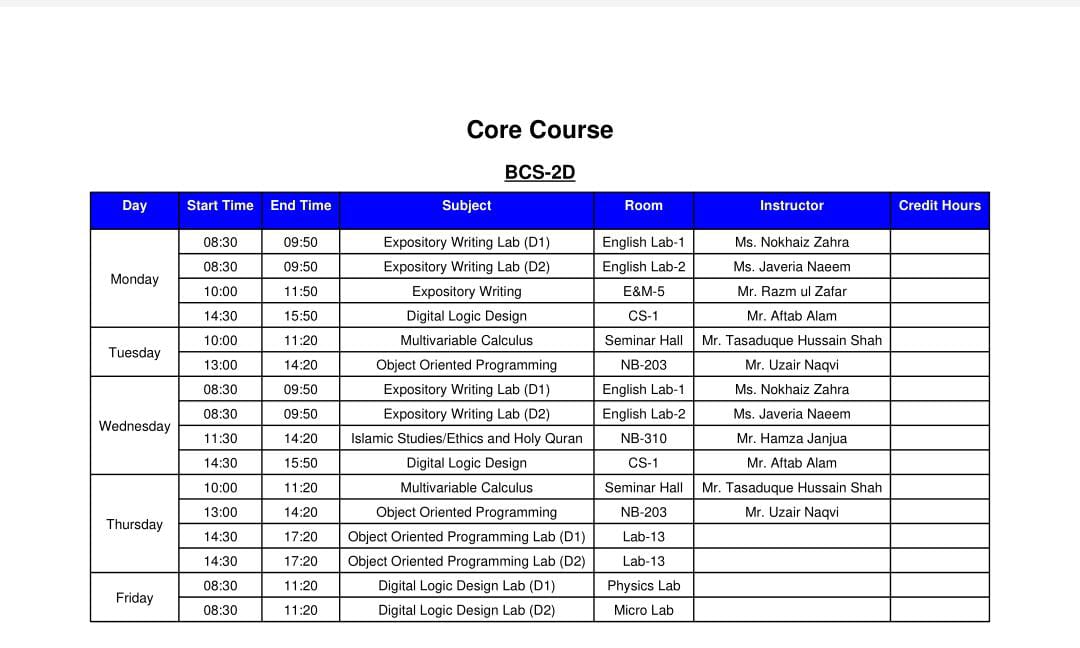 Core Course
BCS-2D
Day Start Time End Time Subject Room Instructor Credit Hours
Monday
08:30 09:50 Expository Writing Lab (D1) English Lab-1 Ms. Nokhaiz Zahra
08:30 09:50 Expository Writing Lab (D2) English Lab-2 Ms. Javeria Naeem
10:00 11:50 Expository Writing E&M-5 Mr. Razm ul Zafar
14:30 15:50 Digital Logic Design CS-1 Mr. Aftab Alam
Tuesday
10:00 11:20 Multivariable Calculus Seminar Hall Mr. Tasaduque Hussain Shah
13:00 14:20 Object Oriented Programming NB-203 Mr. Uzair Naqvi
Wednesday
08:30 09:50 Expository Writing Lab (D1) English Lab-1 Ms. Nokhaiz Zahra
08:30 09:50 Expository Writing Lab (D2) English Lab-2 Ms. Javeria Naeem
11:30 14:20 Islamic Studies/Ethics and Holy Quran NB-310 Mr. Hamza Janjua
14:30 15:50 Digital Logic Design CS-1 Mr. Aftab Alam
Thursday
10:00 11:20 Multivariable Calculus Seminar Hall Mr. Tasaduque Hussain Shah
13:00 14:20 Object Oriented Programming NB-203 Mr. Uzair Naqvi
14:30 17:20 Object Oriented Programming Lab (D1) Lab-13
14:30 17:20 Object Oriented Programming Lab (D2) Lab-13
Friday
08:30 11:20 Digital Logic Design Lab (D1) Physics Lab
08:30 11:20 Digital Logic Design Lab (D2) Micro Lab